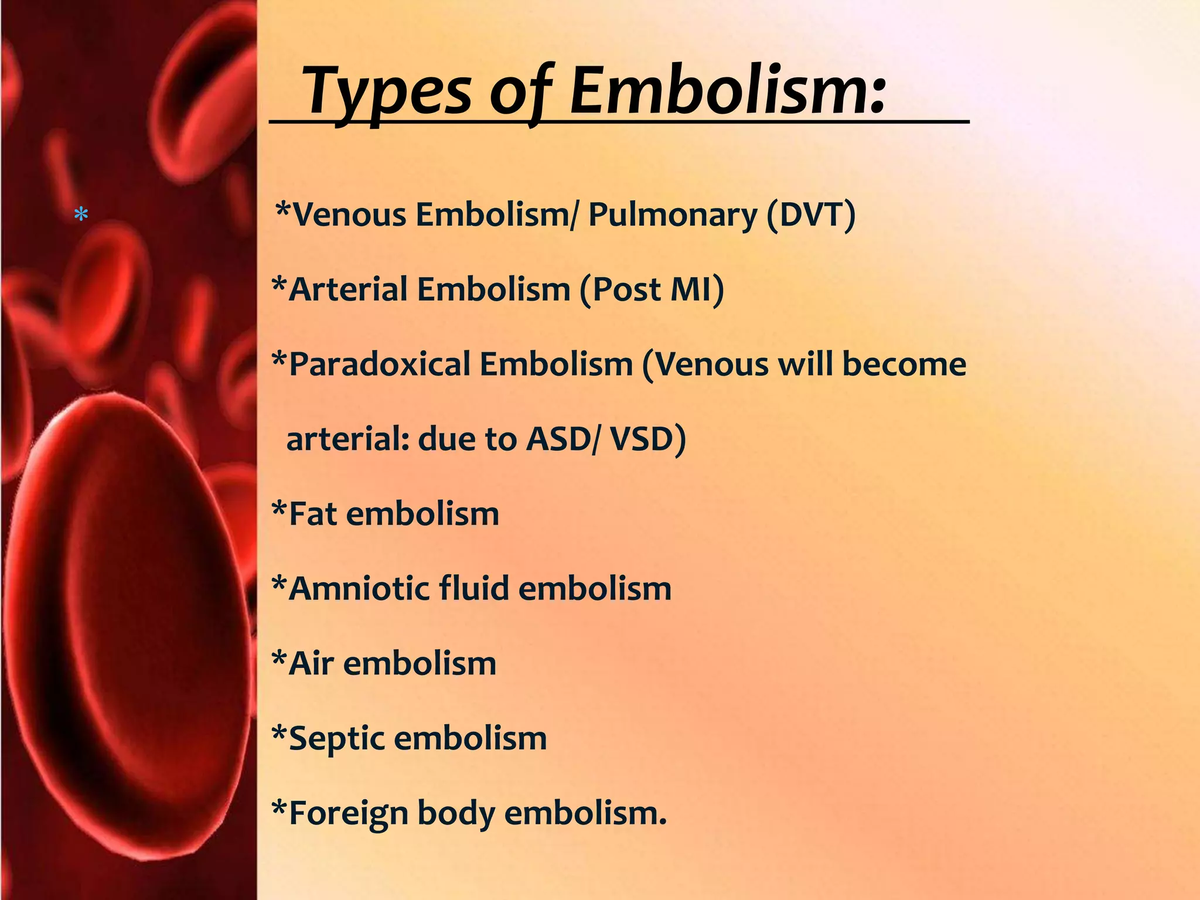 Types of Embolism:
*
*Venous Embolism/ Pulmonary (DVT)
*Arterial Embolism (Post MI)
*Paradoxical Embolism (Venous will become
arterial: due to ASD/ VSD)
*Fat embolism
*Amniotic fluid embolism
*Air embolism
*Septic embolism
*Foreign body embolism.